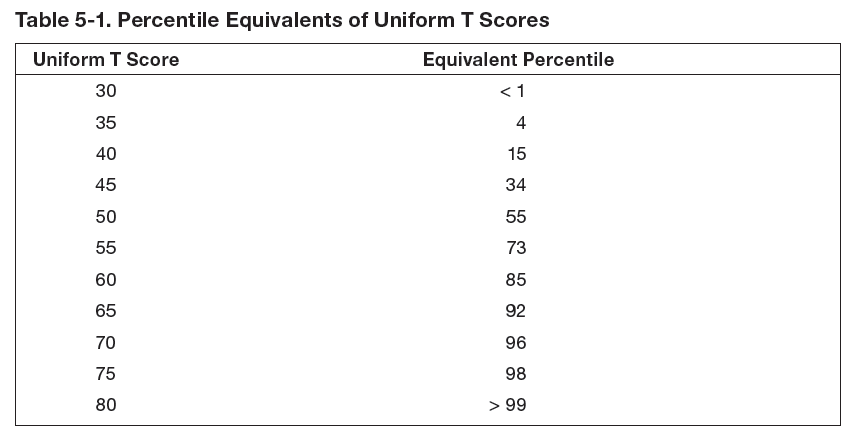 Table 5-1. Percentile Equivalents of Uniform T Scores
Uniform T Score Equivalent Percentile
30 < 1
35 4
40 15
45 34
50 55
55 73
60 85
65 92
70 96
75 98
80 > 99